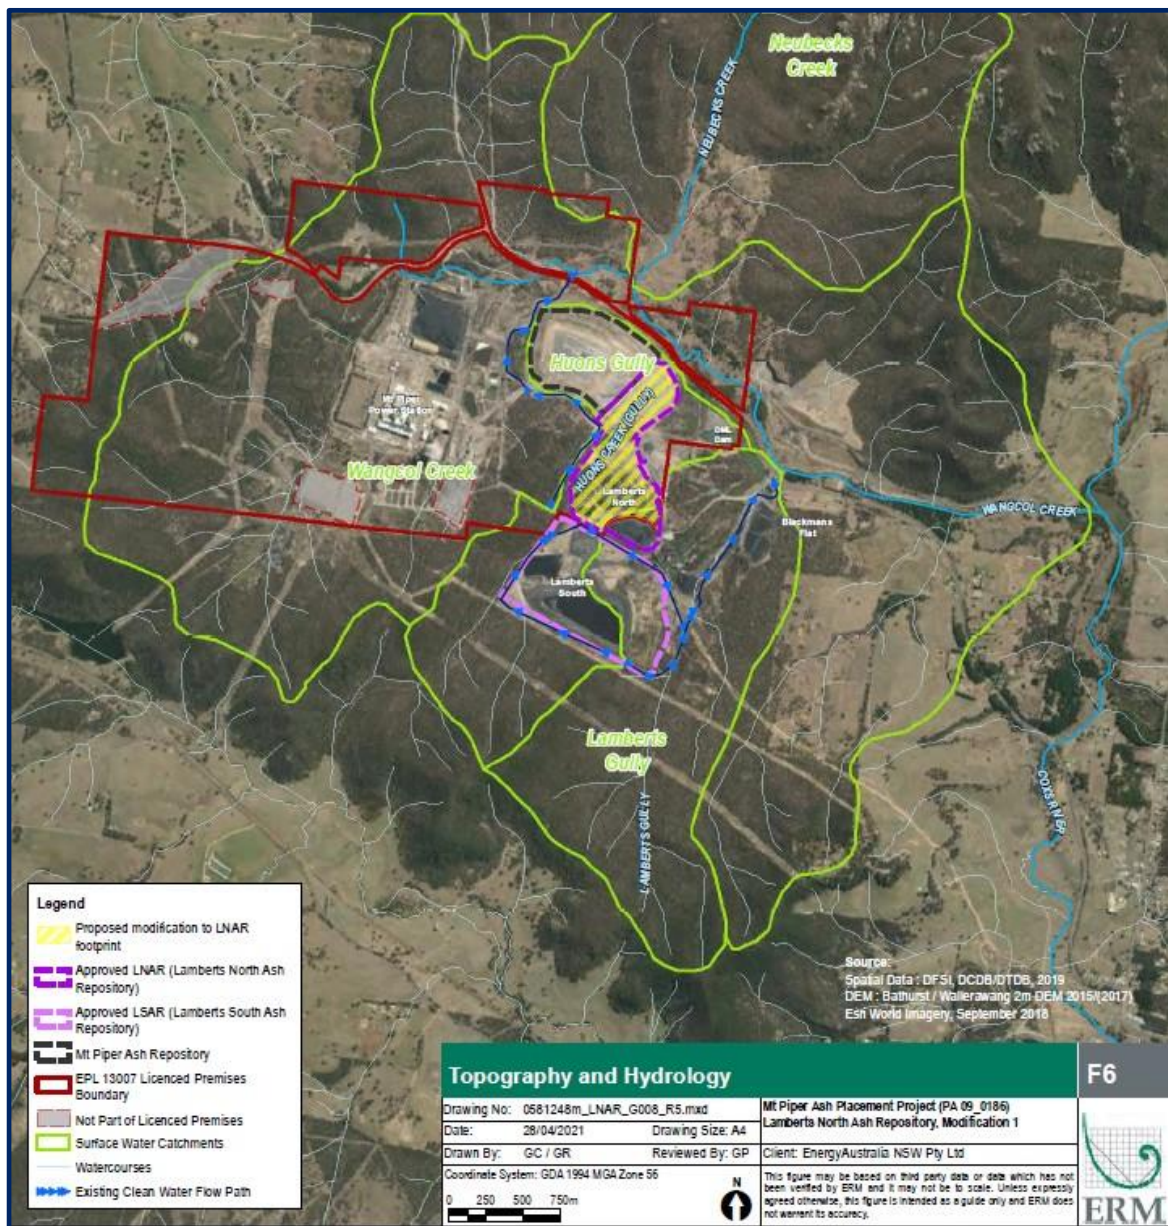 Neubecks
Creek
NEUBECKS CREEK
Huons Gully
HUONS CREEK (GULLY)
Mt Piper
Power Station
DML
Dam
Wangcol Creek
Lamberts
North
WANGCOL CREEK
Blackmans
Flat
Lamberts
South
Lamberts
Gully
LAMBERTS GULLY
COXS RIVER
Legend
Proposed modification to LNAR
footprint
Approved LNAR (Lamberts North Ash
Repository)
Approved LSAR (Lamberts South Ash
Repository)
Mt Piper Ash Repository
EPL 13007 Licenced Premises
Boundary
Not Part of Licenced Premises
Surface Water Catchments
Watercourses
Existing Clean Water Flow Path
Source:
Spatial Data : DFSI, DCDB/DTDB, 2019
DEM : Bathurst / Wallerawang 2m DEM 2015/(2017)
Esri World Imagery, September 2018
Topography and Hydrology
F6
Drawing No: 0581248m_LNAR_G008_R5.mxd
Date: 28/04/2021 Drawing Size: A4
Drawn By: GC / GR Reviewed By: GP
Coordinate System: GDA 1994 MGA Zone 56
0 250 500 750m
N
Mt Piper Ash Placement Project (PA 09_0186)
Lamberts North Ash Repository, Modification 1
Client: EnergyAustralia NSW Pty Ltd
This figure may be based on third party data or data which has not
been verified by ERM and it may not be to scale. Unless expressly
agreed otherwise, this figure is intended as a guide only and ERM does
not warrant its accuracy.
ERM